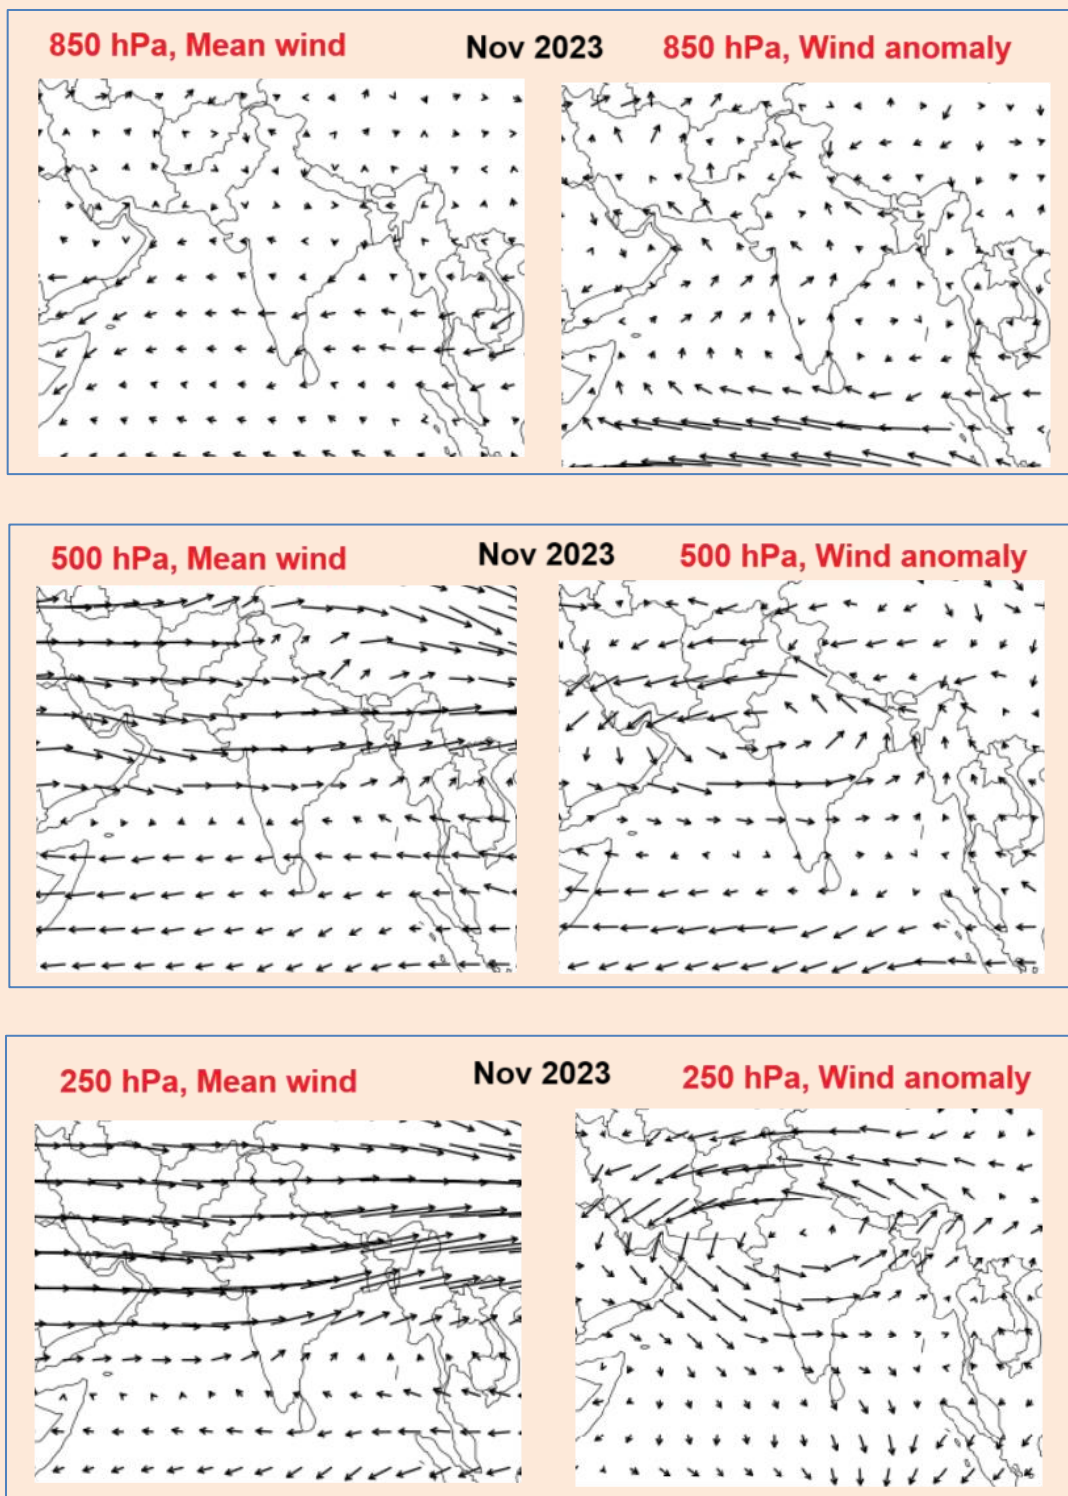 850 hPa, Mean wind Nov 2023 850 hPa, Wind anomaly
500 hPa, Mean wind Nov 2023 500 hPa, Wind anomaly
250 hPa, Mean wind Nov 2023 250 hPa, Wind anomaly